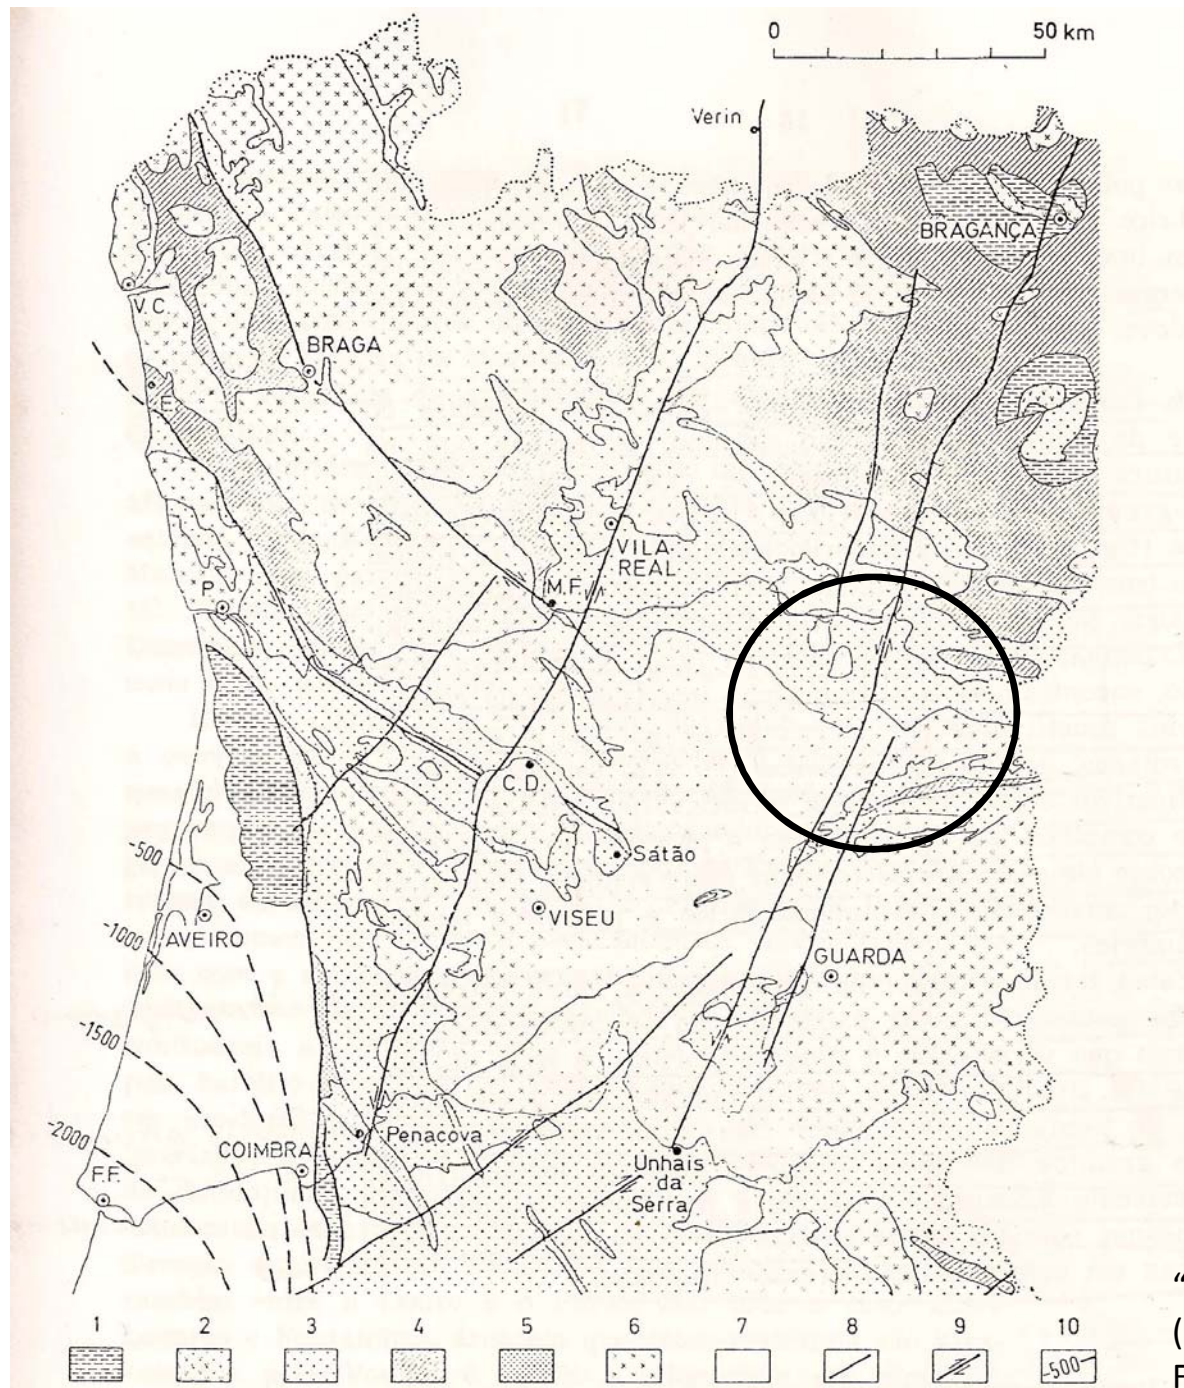 0 50 km
Verin
BRAGANÇA
V.C.
BRAGA
E.
VILA
REAL
M.F.
P.
C.D.
Sátão
-500
VISEU
AVEIRO
-1000
GUARDA
-1500
Penacova
-2000
COIMBRA
Unhais
da
Serra
F.F.
1 2 3 4 5 6 7 8 9 10
-500
“
(